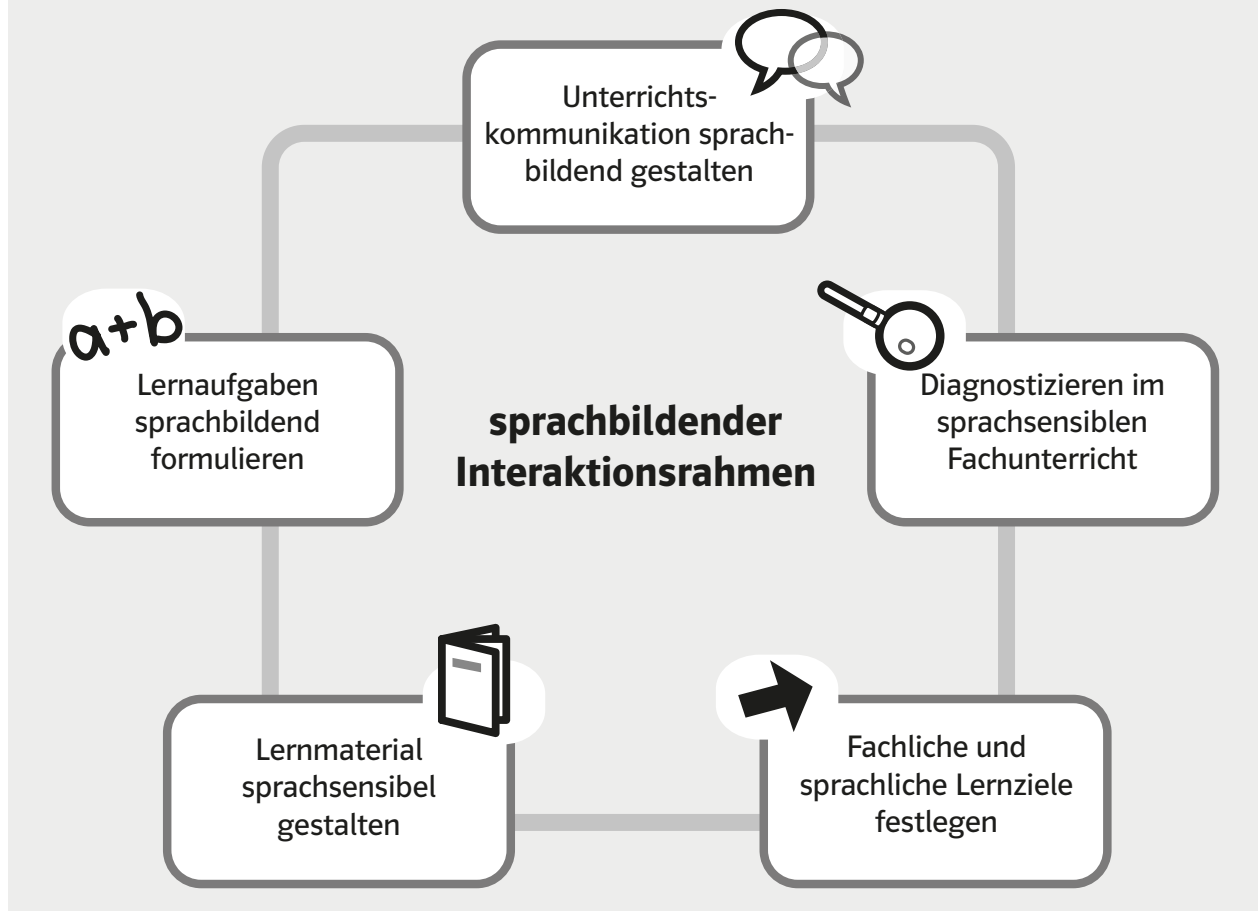 Unterrichts-
kommunikation sprach-
bildend gestalten
a+b
Lernaufgaben
sprachbildend
formulieren
sprachbildender
Interaktionsrahmen
Diagnostizieren im
sprachsensiblen
Fachunterricht
Lernmaterial
sprachsensibel
gestalten
Fachliche und
sprachliche Lernziele
festlegen